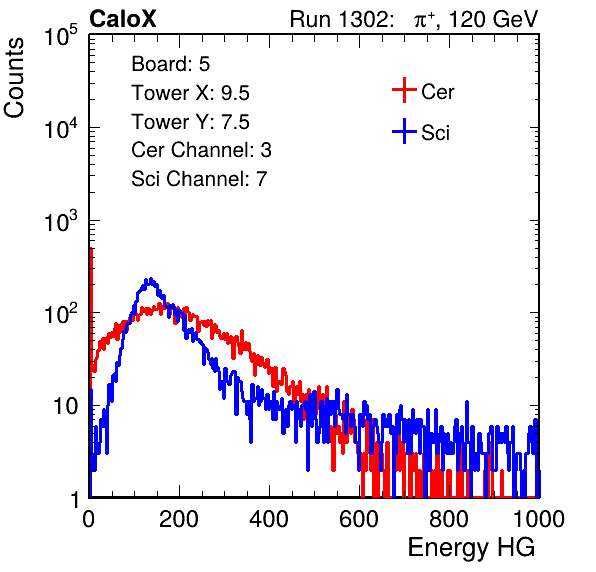 CaloX Run 1302: π⁺, 120 GeV
Counts
Board: 5
Tower X: 9.5
Tower Y: 7.5
Cer Channel: 3
Sci Channel: 7
Cer
Sci
10⁵
10⁴
10³
10²
10
1
0 200 400 600 800 1000
Energy HG